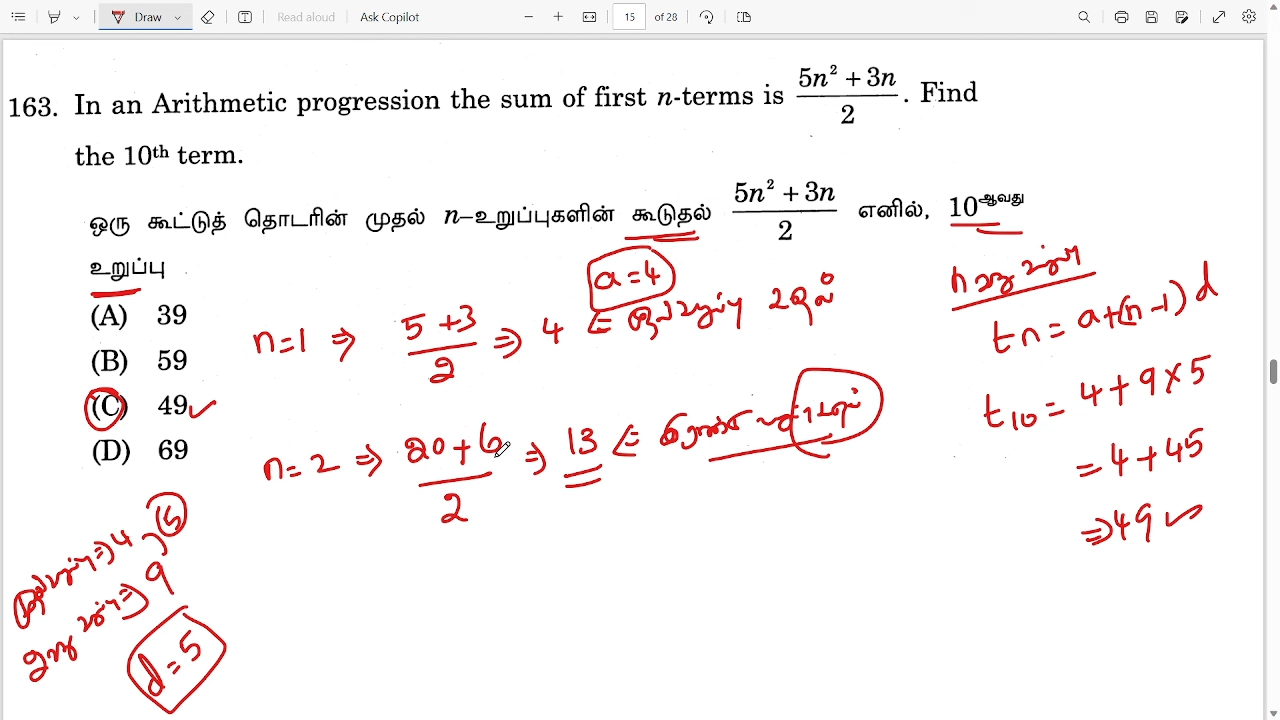 Draw
Read aloud
Ask Copilot
15 of 28
163. In an Arithmetic progression the sum of first n-terms is (5n² + 3n)/2. Find
the 10th term.
ஒரு கூட்டுத் தொடரின் முதல் n–உறுப்புகளின் கூடுதல் (5n² + 3n)/2 எனில், 10ஆவது
உறுப்பு
(A) 39
(B) 59
(C) 49
(D) 69
a=4
n=1 ⇒ (5+3)/2 ⇒ 4 ⇐
n=2 ⇒ (20+6)/2 ⇒ 13 ⇐
tn = a+(n-1)d
t10 = 4+9×5
= 4+45
⇒ 49
⇒ 4, 5
⇒ 9
d=5